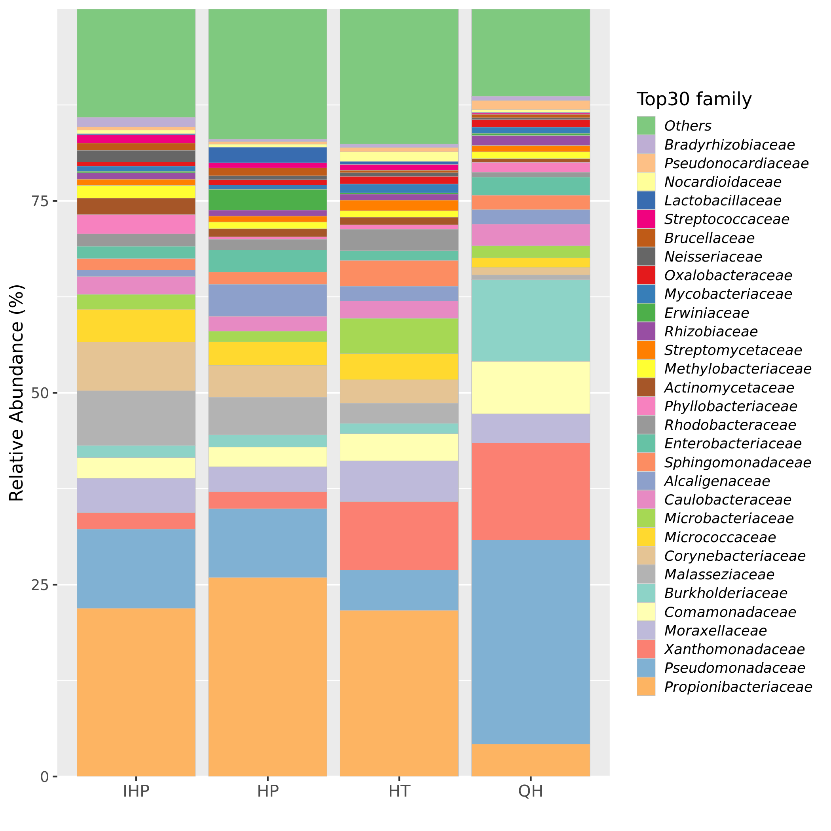 Relative Abundance (%)
75
50
25
0
IHP
HP
HT
QH
Top30 family
Others
Bradyrhizobiaceae
Pseudonocardiaceae
Nocardioidaceae
Lactobacillaceae
Streptococcaceae
Brucellaceae
Neisseriaceae
Oxalobacteraceae
Mycobacteriaceae
Erwiniaceae
Rhizobiaceae
Streptomycetaceae
Methylobacteriaceae
Actinomycetaceae
Phyllobacteriaceae
Rhodobacteraceae
Enterobacteriaceae
Sphingomonadaceae
Alcaligenaceae
Caulobacteraceae
Microbacteriaceae
Micrococcaceae
Corynebacteriaceae
Malasseziaceae
Burkholderiaceae
Comamonadaceae
Moraxellaceae
Xanthomonadaceae
Pseudomonadaceae
Propionibacteriaceae